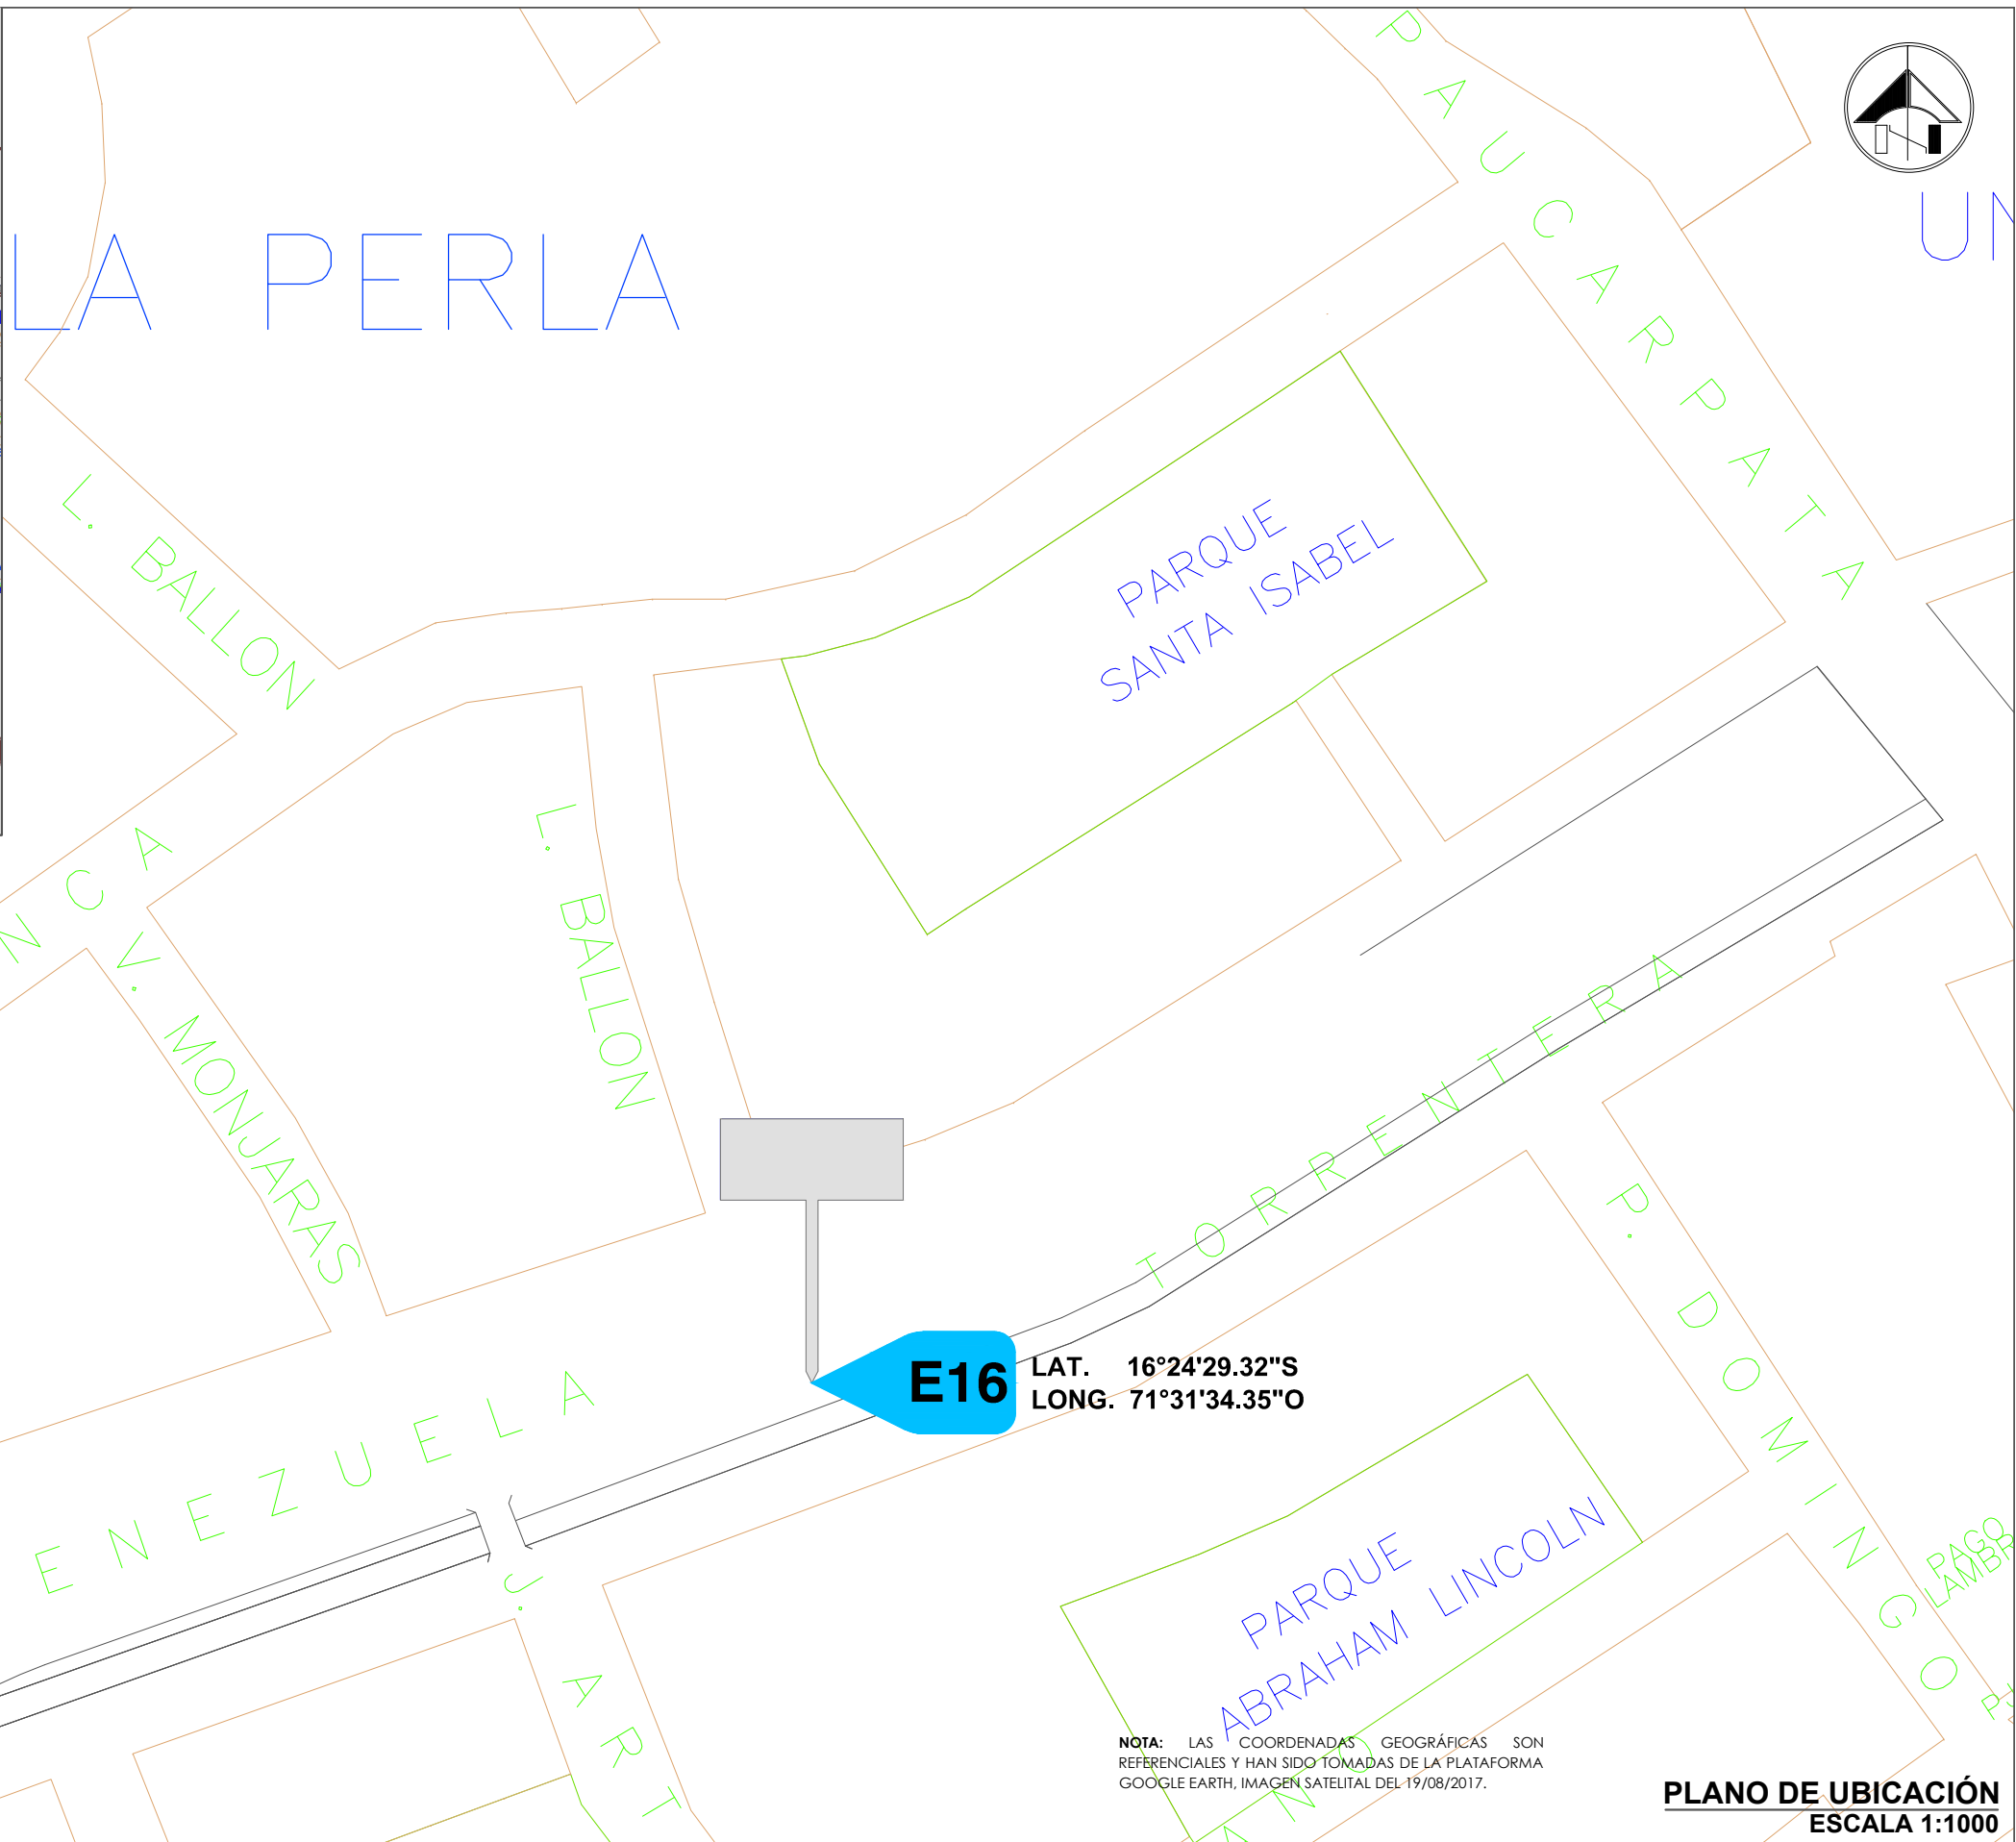 PAUCARPATA
LA PERLA
L. BALLON
PARQUE
SANTA ISABEL
L. BALLON
V. MONJARAS
TORRENTERA
P. DOMINGO
E16
LAT. 16°24'29.32"S
LONG. 71°31'34.35"O
ENEZUELA
J. ART
PARQUE
ABRAHAM LINCOLN
PAGO
NOTA: LAS COORDENADAS GEOGRÁFICAS SON
REFERENCIALES Y HAN SIDO TOMADAS DE LA PLATAFORMA
GOOGLE EARTH, IMAGEN SATELITAL DEL 19/08/2017.
PLANO DE UBICACIÓN
ESCALA 1:1000